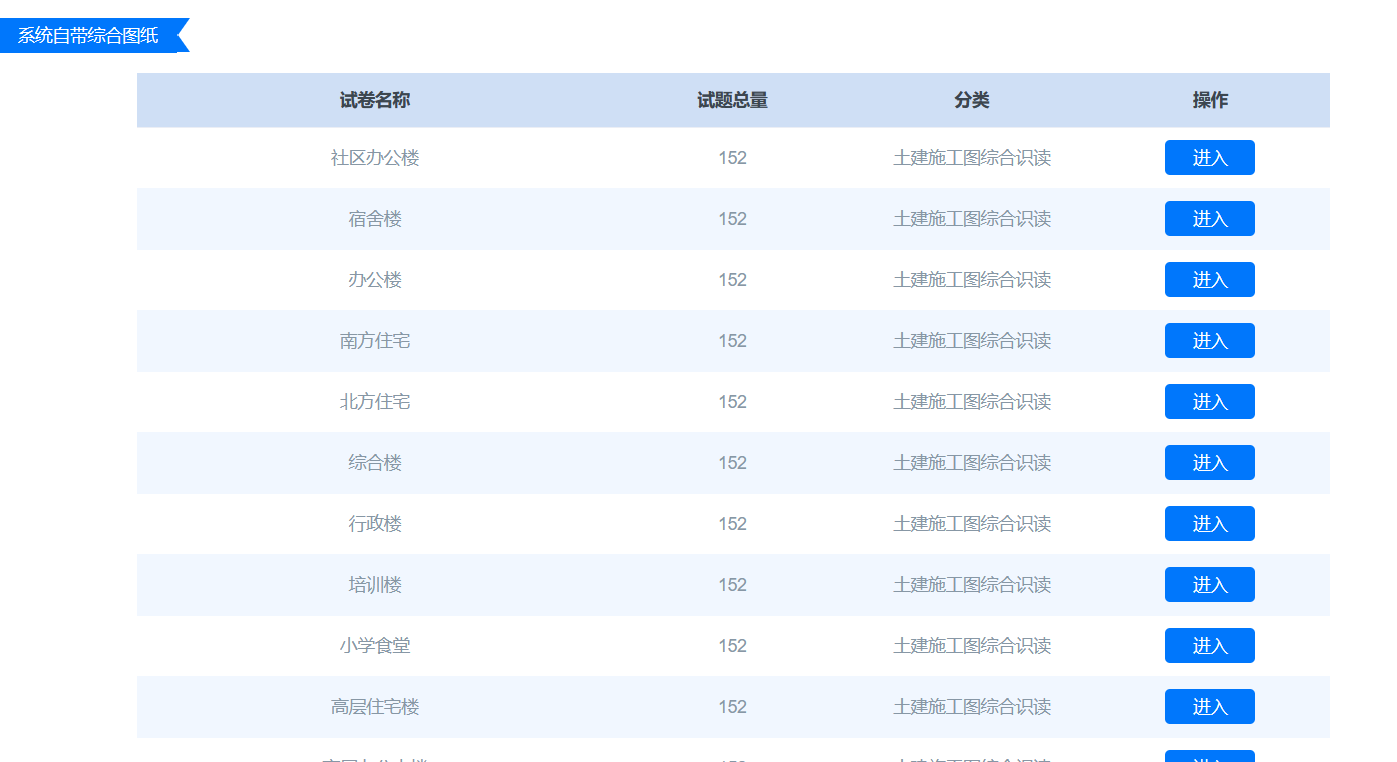 系统自带综合图纸
试卷名称 试题总量 分类 操作
社区办公楼 152 土建施工图综合识读 进入
宿舍楼 152 土建施工图综合识读 进入
办公楼 152 土建施工图综合识读 进入
南方住宅 152 土建施工图综合识读 进入
北方住宅 152 土建施工图综合识读 进入
综合楼 152 土建施工图综合识读 进入
行政楼 152 土建施工图综合识读 进入
培训楼 152 土建施工图综合识读 进入
小学食堂 152 土建施工图综合识读 进入
高层住宅楼 152 土建施工图综合识读 进入